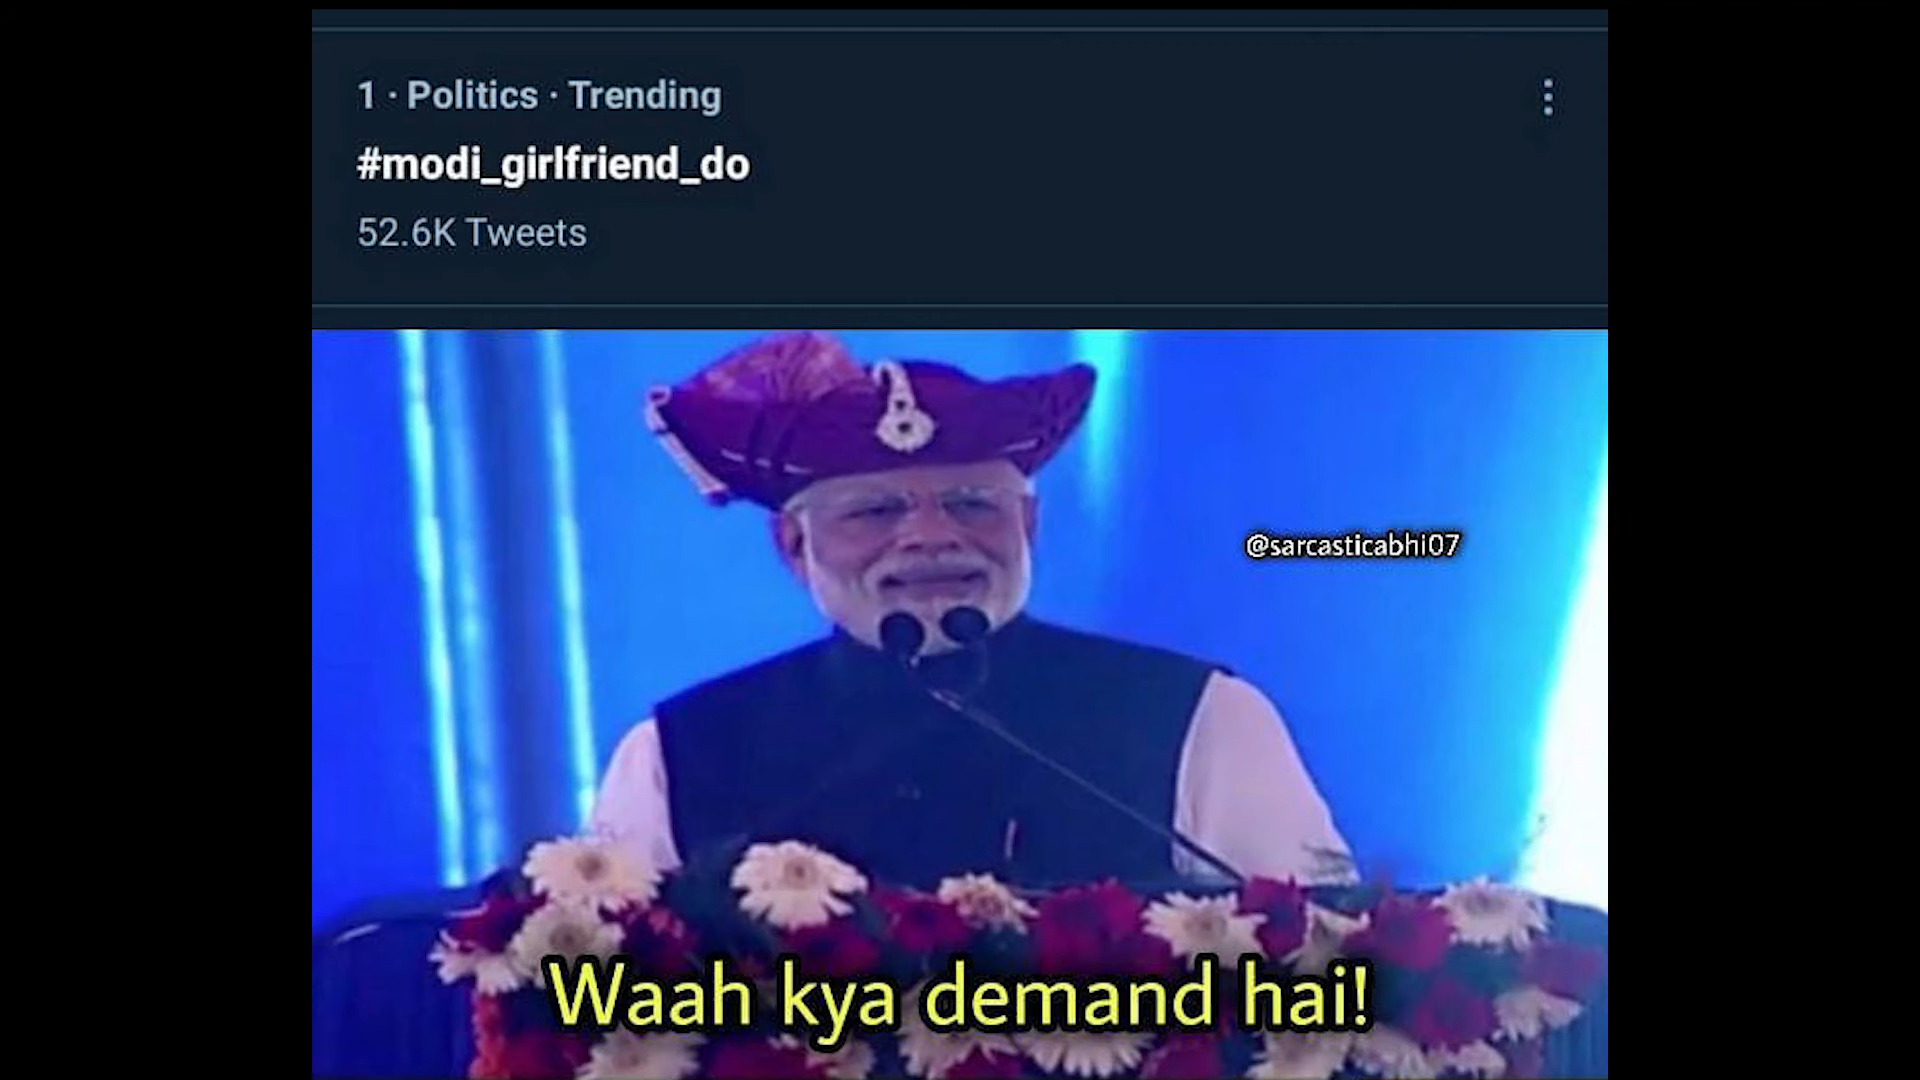 1 · Politics · Trending
#modi_girlfriend_do
52.6K Tweets
@sarcasticabhi07
Waah kya demand hai!